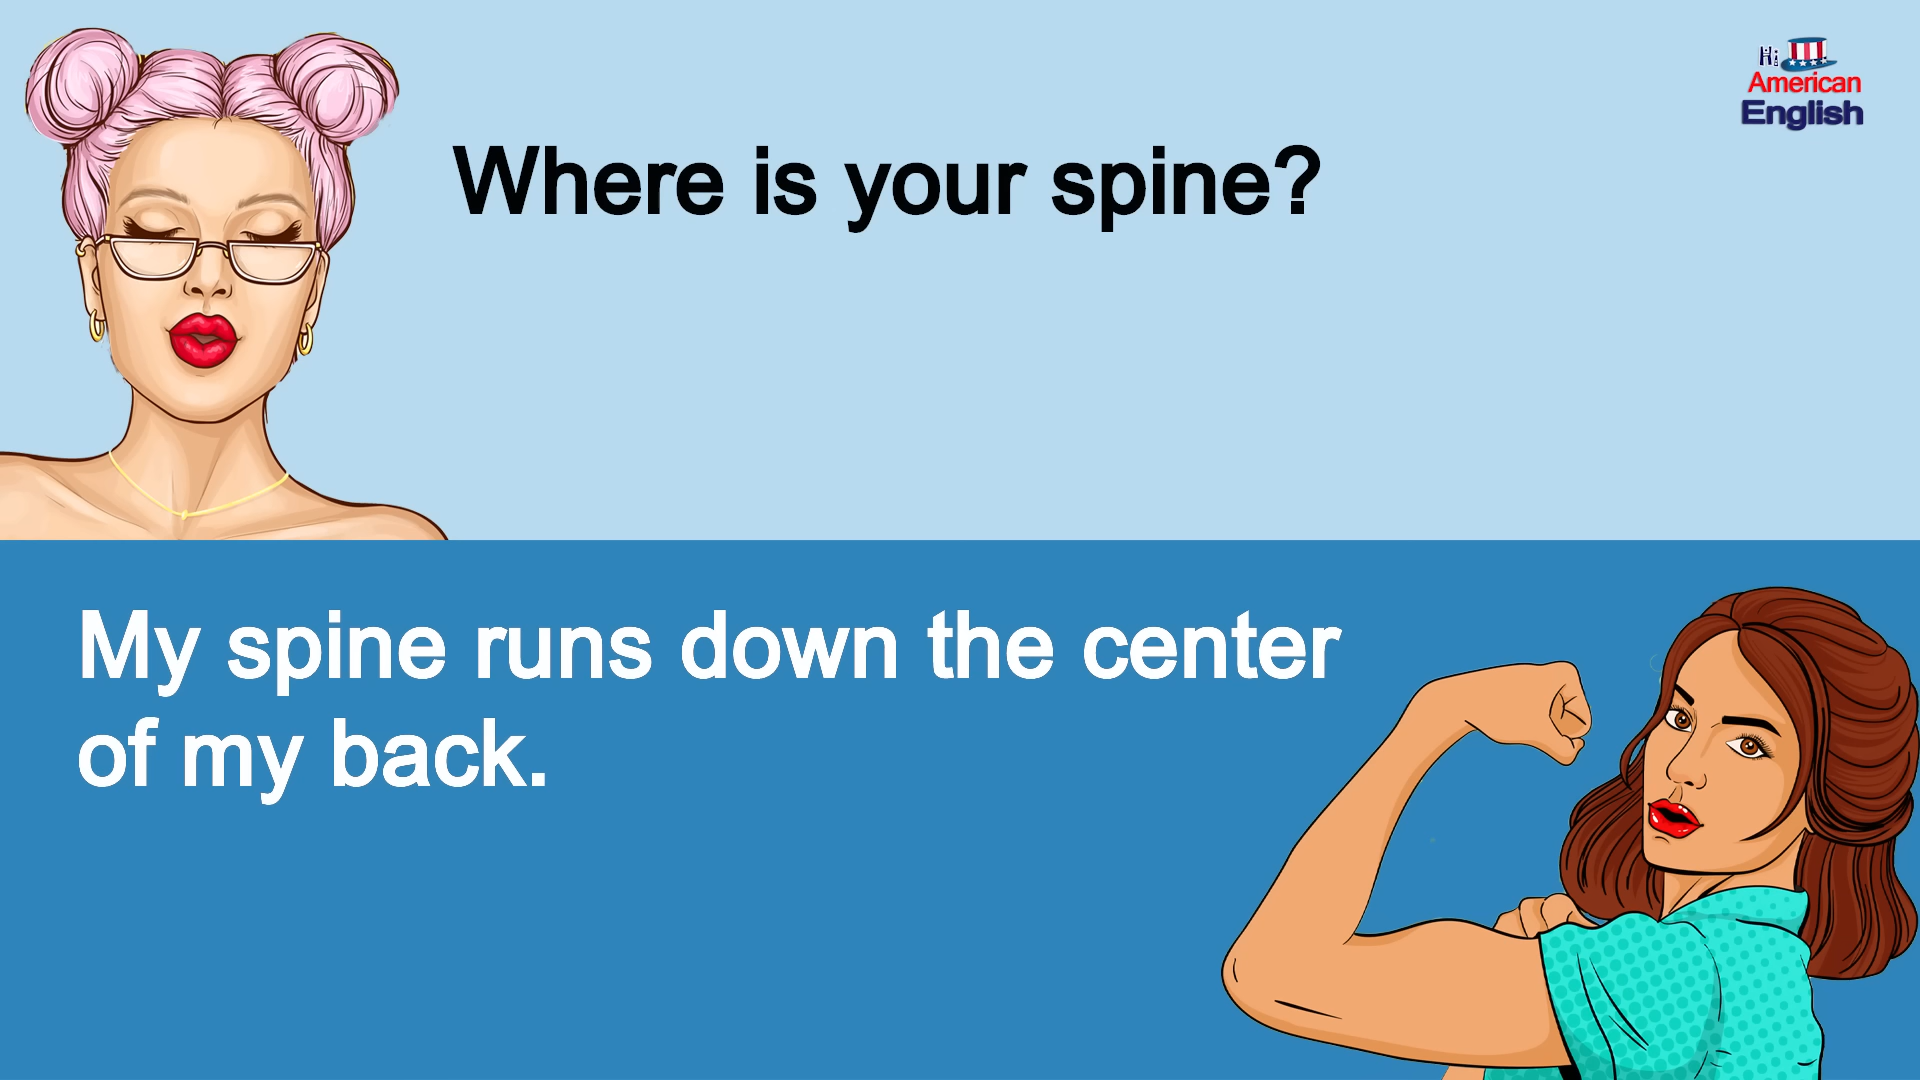 Hi
American
English
Where is your spine?
My spine runs down the center
of my back.